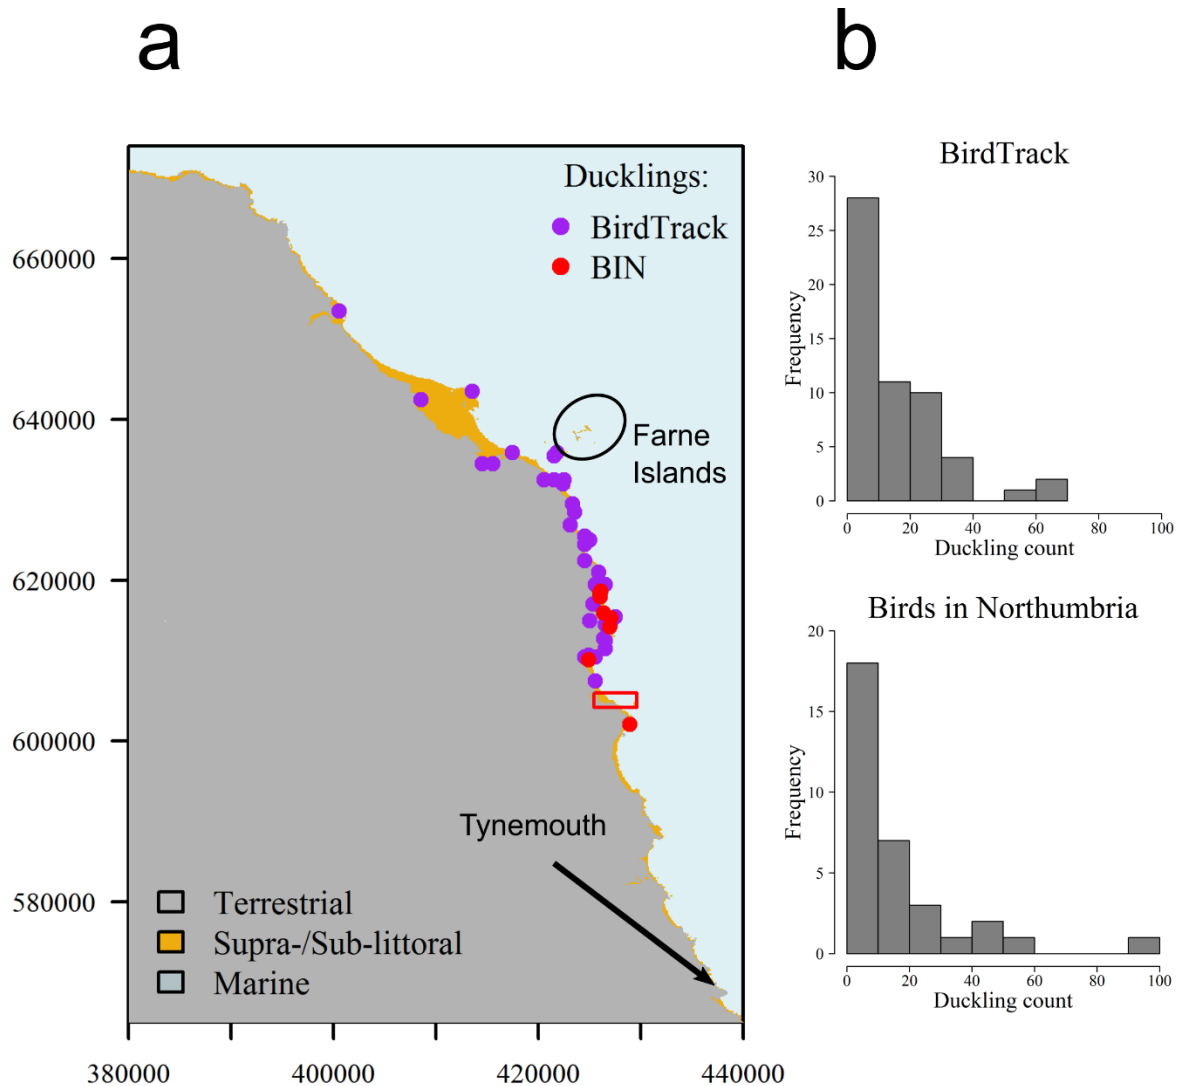 a
b
Ducklings:
BirdTrack
BIN
660000
640000
620000
600000
580000
Farne
Islands
Tynemouth
Terrestrial
Supra-/Sub-littoral
Marine
380000
400000
420000
440000
BirdTrack
Frequency
30
25
20
15
10
5
0
0 20 40 60 80 100
Duckling count
Birds in Northumbria
Frequency
20
15
10
5
0
0 20 40 60 80 100
Duckling count